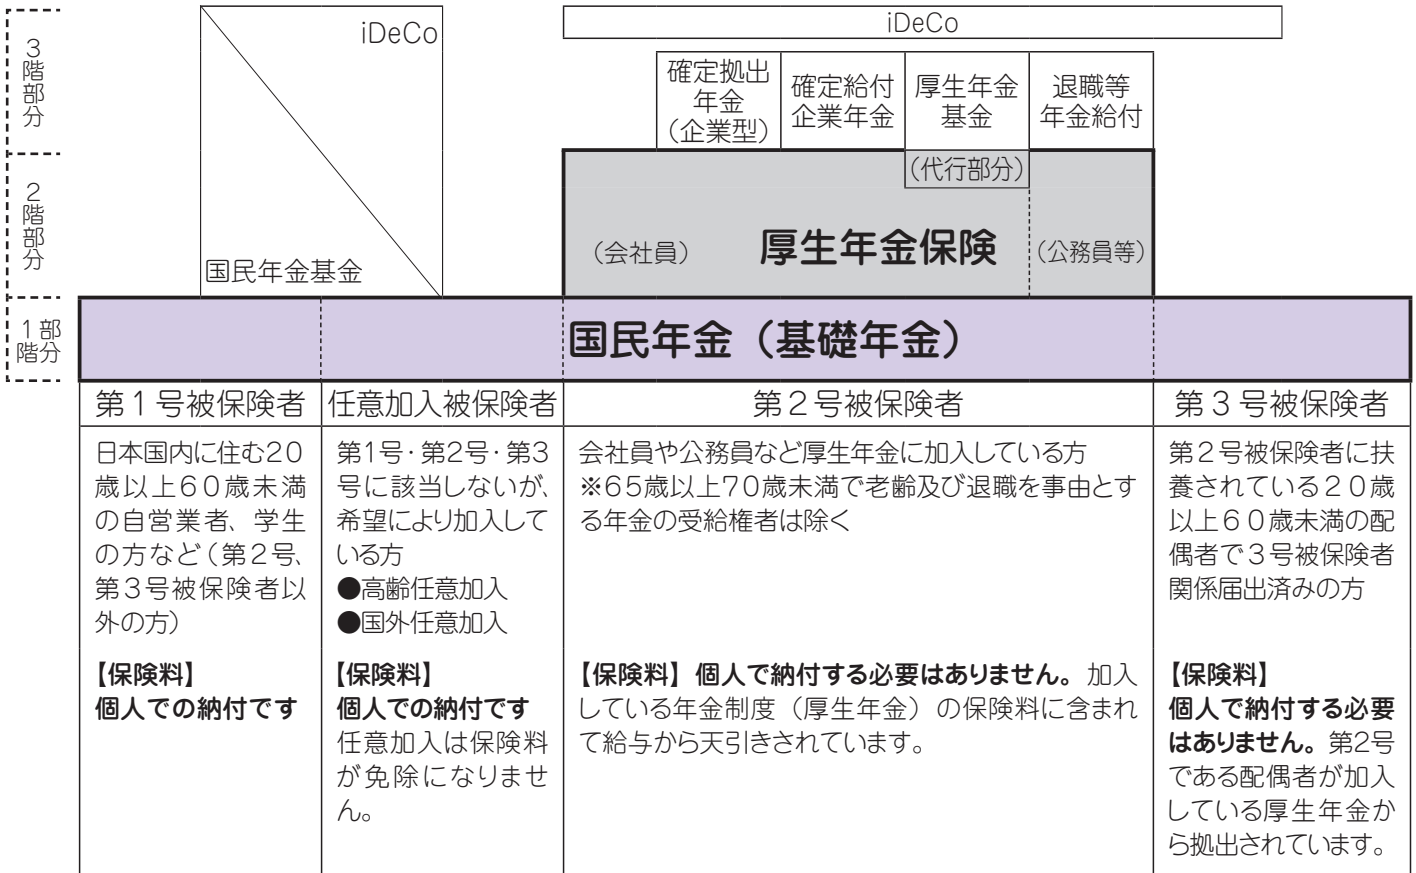 3階部分
iDeCo
iDeCo
確定拠出
年金
（企業型）
確定給付
企業年金
厚生年金
基金
退職等
年金給付
2階部分
国民年金基金
（代行部分）
（会社員）
厚生年金保険
（公務員等）
1階部分
国民年金（基礎年金）
第1号被保険者
日本国内に住む20
歳以上60歳未満
の自営業者、学生
の方など（第2号、
第3号被保険者以
外の方）
【保険料】
個人での納付です
任意加入被保険者
第1号・第2号・第3
号に該当しないが、
希望により加入して
いる方
●高齢任意加入
●国外任意加入
【保険料】
個人での納付です
任意加入は保険料
が免除になりませ
ん。
第2号被保険者
会社員や公務員など厚生年金に加入している方
※65歳以上70歳未満で老齢及び退職を事由とす
る年金の受給権者は除く
【保険料】個人で納付する必要はありません。加入
している年金制度（厚生年金）の保険料に含まれ
て給与から天引きされています。
第3号被保険者
第2号被保険者に扶
養されている20歳
以上60歳未満の配
偶者で3号被保険者
関係届出済みの方
【保険料】
個人で納付する必要
はありません。第2号
である配偶者が加入
している厚生年金か
ら拠出されています。